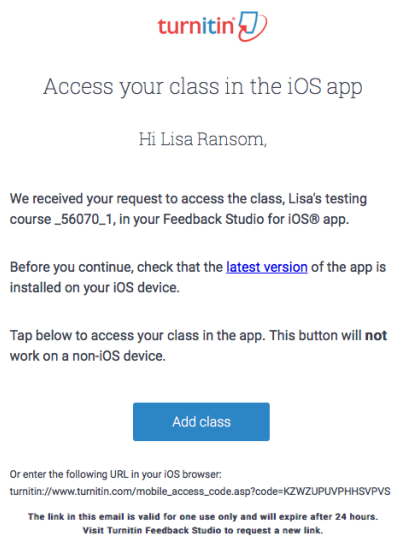 turnitin
Access your class in the iOS app
Hi Lisa Ransom,
We received your request to access the class, Lisa's testing
course _56070_1, in your Feedback Studio for iOS® app.
Before you continue, check that the latest version of the app is
installed on your iOS device.
Tap below to access your class in the app. This button will not
work on a non-iOS device.
Add class
Or enter the following URL in your iOS browser:
turnitin://www.turnitin.com/mobile_access_code.asp?code=KZWZUPUVPHHSVPVS
The link in this email is valid for one use only and will expire after 24 hours.
Visit Turnitin Feedback Studio to request a new link.